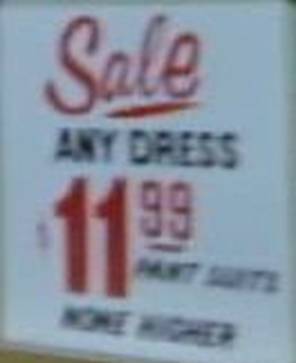 Sale
ANY DRESS
$11.99
PANT SUITS
NONE HIGHER